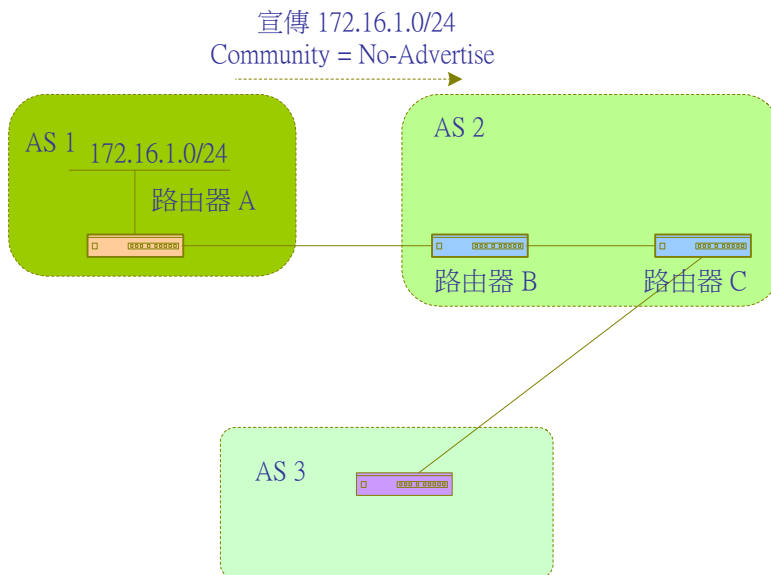 宣傳 172.16.1.0/24
Community = No-Advertise
AS 1
172.16.1.0/24
路由器 A
AS 2
路由器 B
路由器 C
AS 3